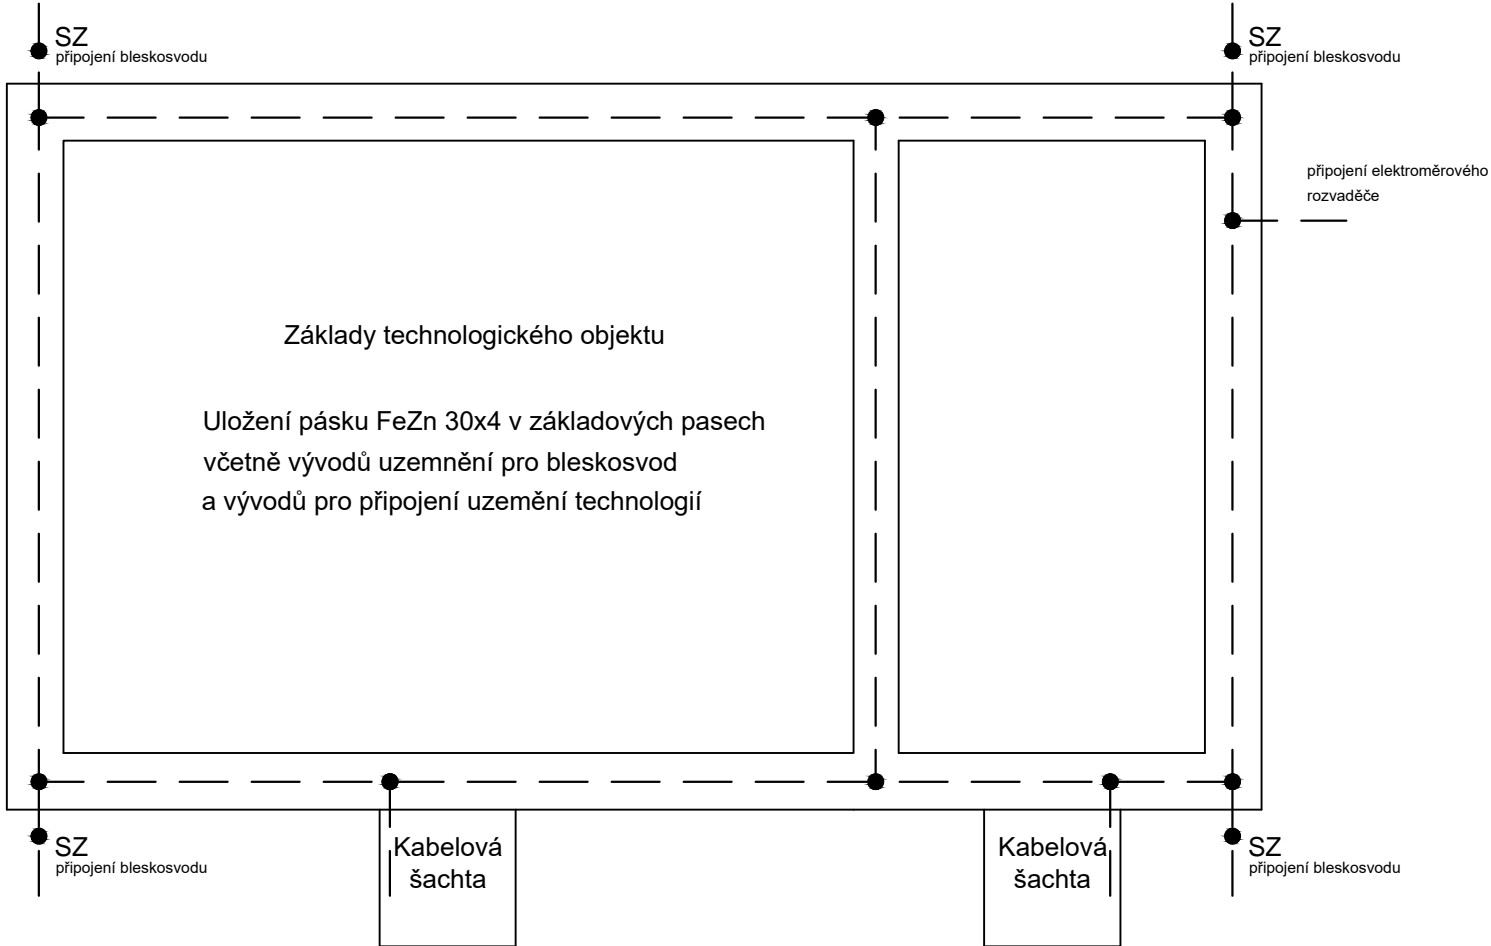 SZ
připojení bleskosvodu
SZ
připojení bleskosvodu
připojení elektroměrového
rozvaděče
Základy technologického objektu
Uložení pásku FeZn 30x4 v základových pasech
včetně vývodů uzemnění pro bleskosvod
a vývodů pro připojení uzemění technologií
SZ
připojení bleskosvodu
Kabelová
šachta
Kabelová
šachta
SZ
připojení bleskosvodu